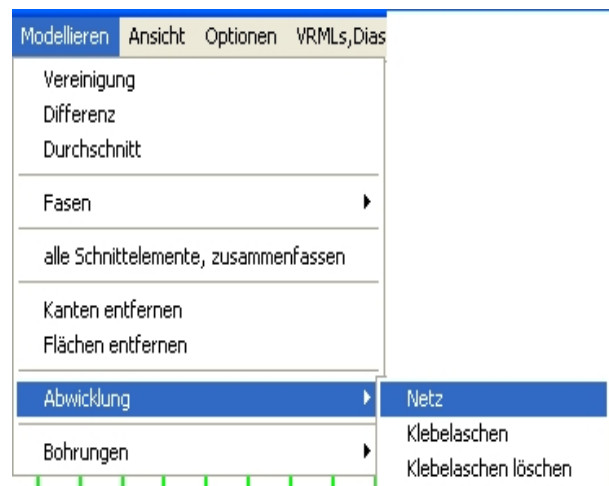 Modellieren Ansicht Optionen VRMLs,Dias
Vereinigung
Differenz
Durchschnitt
Fasen
alle Schnittelemente, zusammenfassen
Kanten entfernen
Flächen entfernen
Abwicklung
Netz
Klebelaschen
Bohrungen
Klebelaschen löschen